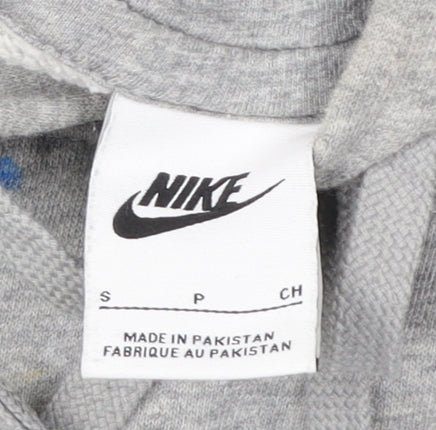 NIKE
S P CH
MADE IN PAKISTAN
FABRIQUE AU PAKISTAN